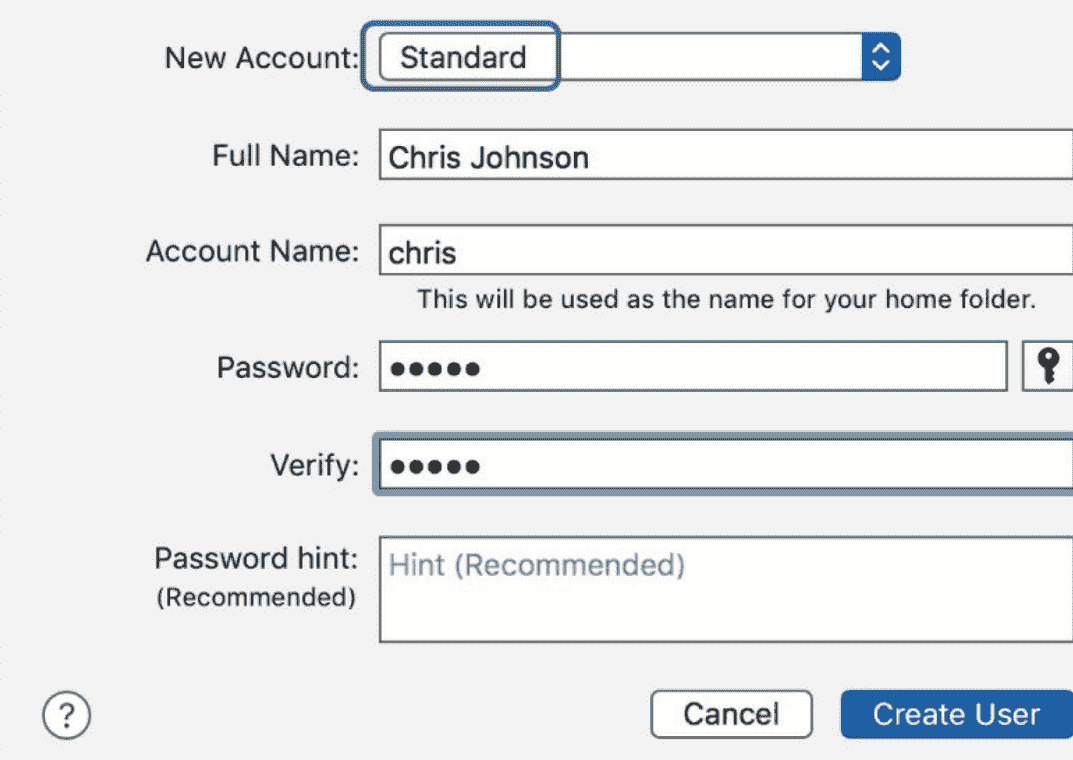 New Account: Standard
Full Name: Chris Johnson
Account Name: chris
This will be used as the name for your home folder.
Password: •••••
Verify: •••••
Password hint: Hint (Recommended)
(Recommended)
? Cancel Create User